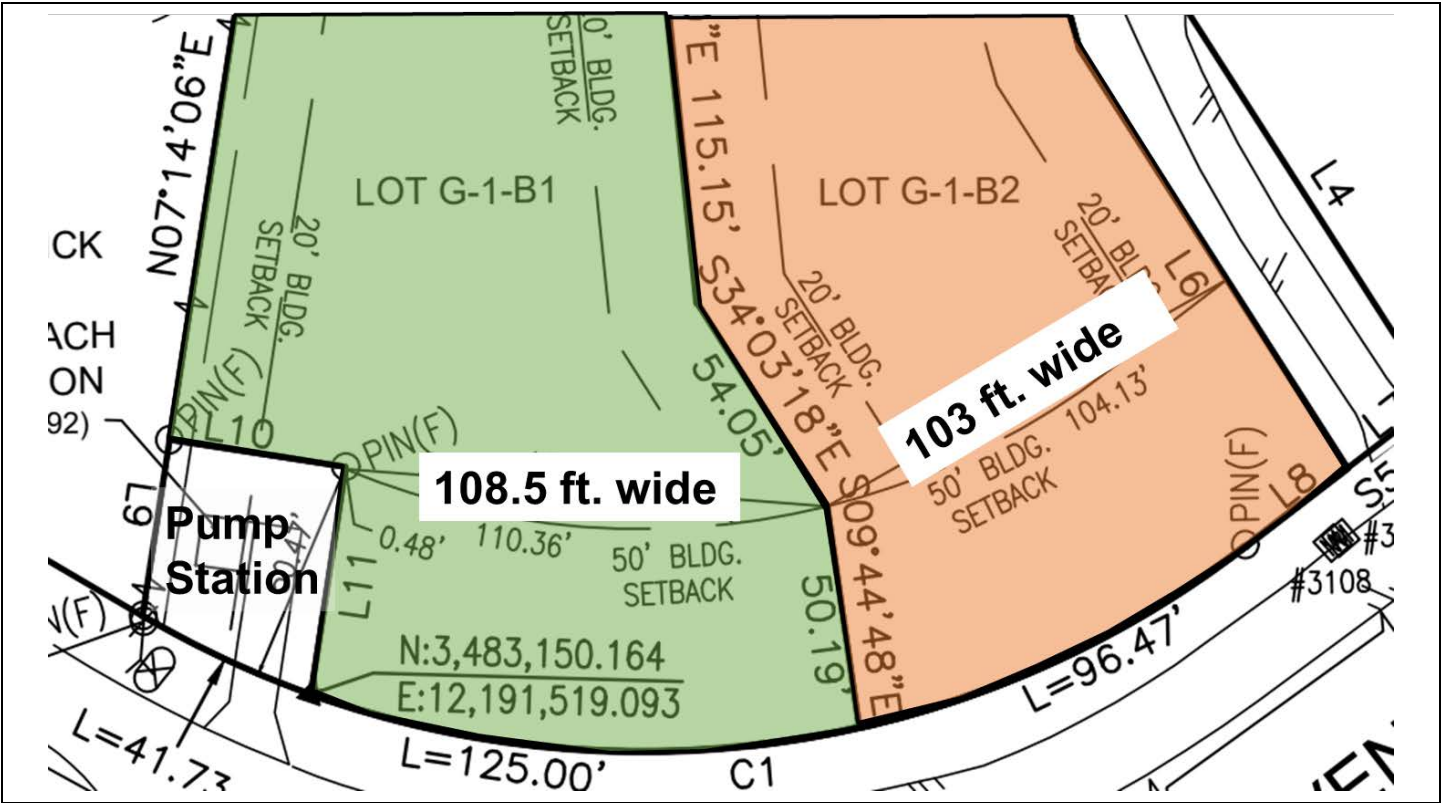 N07°14'06"E
0' BLDG.
SETBACK
"E 115.15'
L4
LOT G-1-B1
LOT G-1-B2
20' BLDG.
SETBACK
20' BLDG.
L6
CK
20' BLDG.
SETBACK
S34°03'18"E
ACH
ON
92)
PIN(F)
L10
PIN(F)
54.05'
103 ft. wide
104.13'
50' BLDG.
SETBACK
108.5 ft. wide
PIN(F)
L8
L9
Pump
Station
0.48'
110.36'
50' BLDG.
SETBACK
L11
50.19'
S09°44'48"E
S5
#3
#3108
N:3,483,150.164
E:12,191,519.093
L=96.47'
L=41.73
L=125.00'
C1